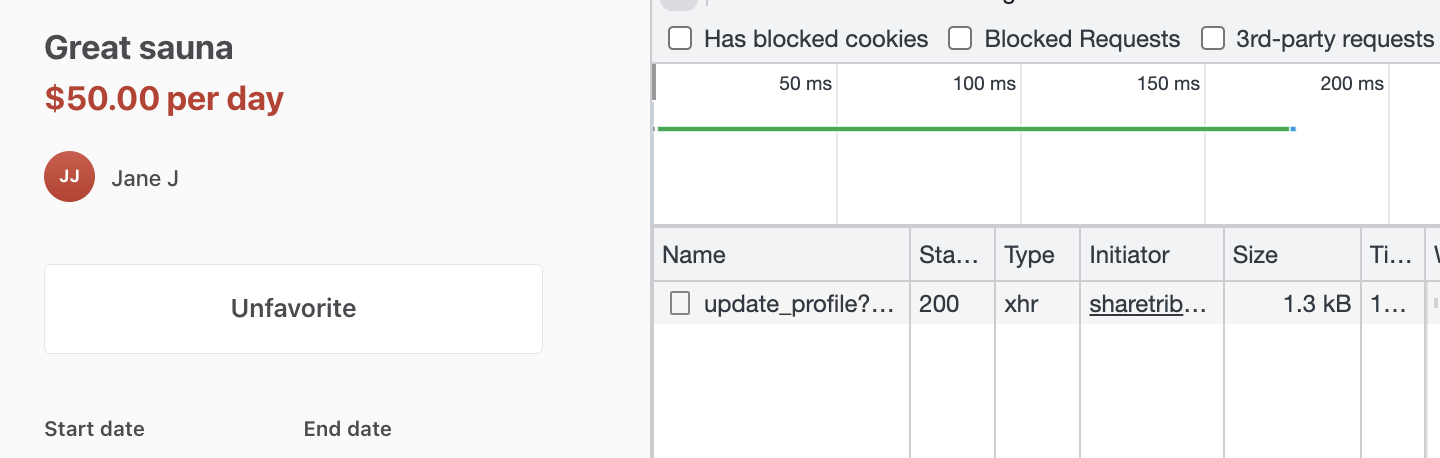 Great sauna
$50.00 per day
JJ
Jane J
Unfavorite
Start date
End date
Has blocked cookies
Blocked Requests
3rd-party requests
50 ms
100 ms
150 ms
200 ms
Name
Sta...
Type
Initiator
Size
Ti...
update_profile?...
200
xhr
sharetrib...
1.3 kB
1...